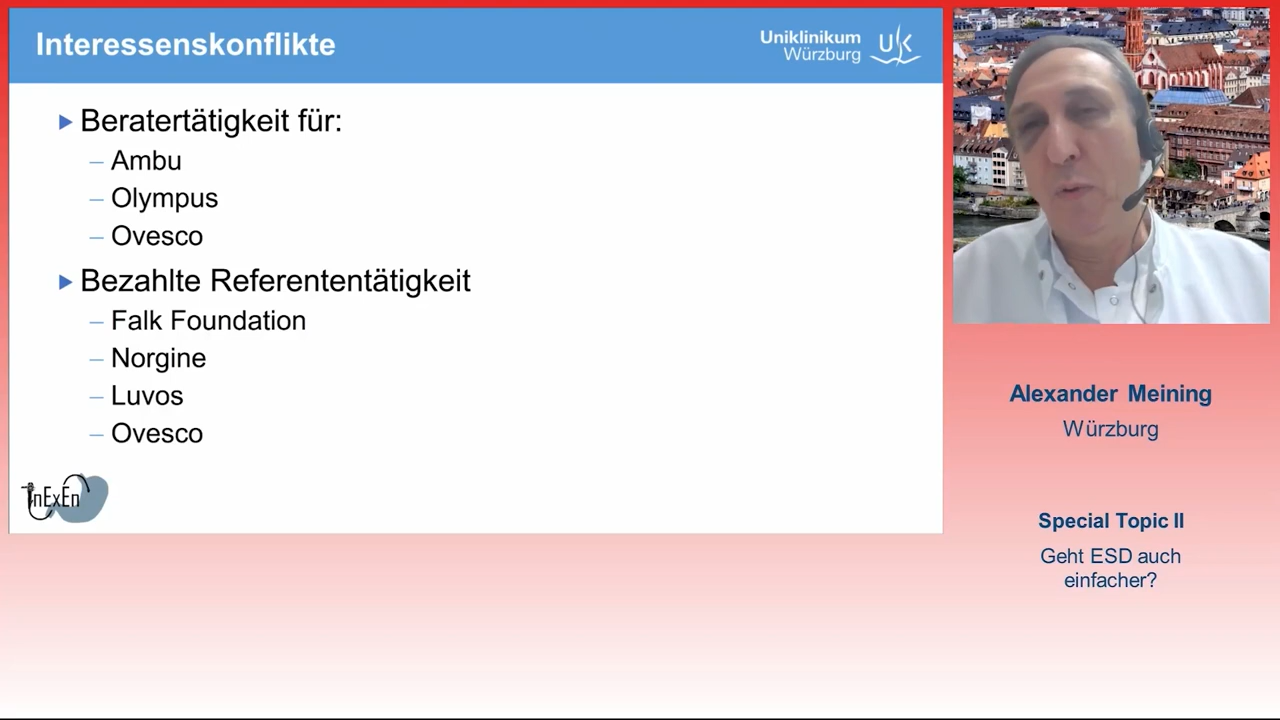 Interessenskonflikte
Uniklinikum
Würzburg
UK
Beratertätigkeit für:
– Ambu
– Olympus
– Ovesco
Bezahlte Referententätigkeit
– Falk Foundation
– Norgine
– Luvos
– Ovesco
InExEn
Alexander Meining
Würzburg
Special Topic II
Geht ESD auch
einfacher?